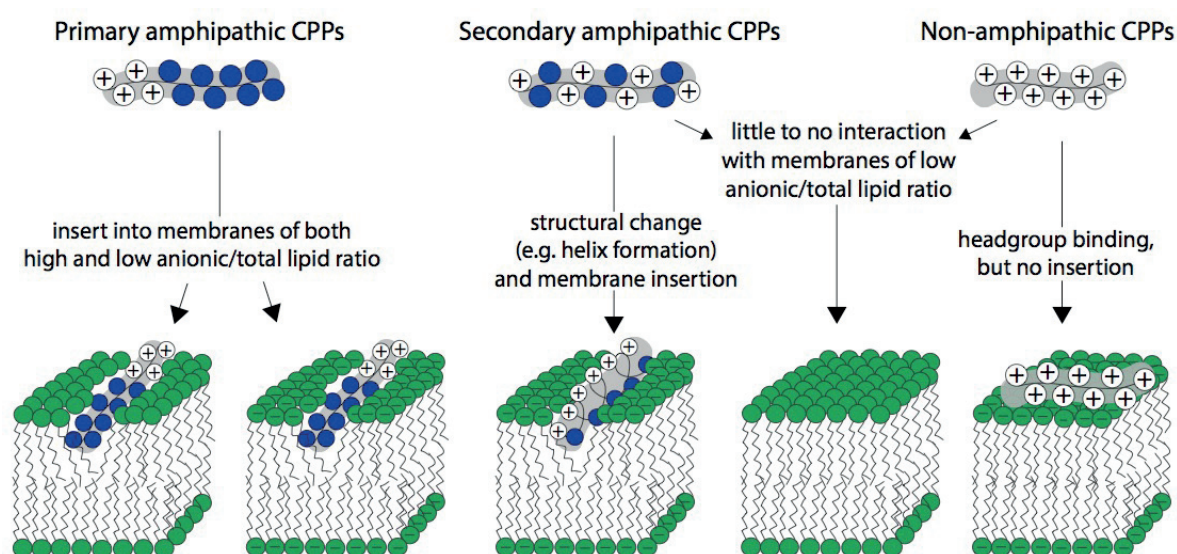 Primary amphipathic CPPs
Secondary amphipathic CPPs
Non-amphipathic CPPs
little to no interaction
with membranes of low
anionic/total lipid ratio
insert into membranes of both
high and low anionic/total lipid ratio
structural change
(e.g. helix formation)
and membrane insertion
headgroup binding,
but no insertion